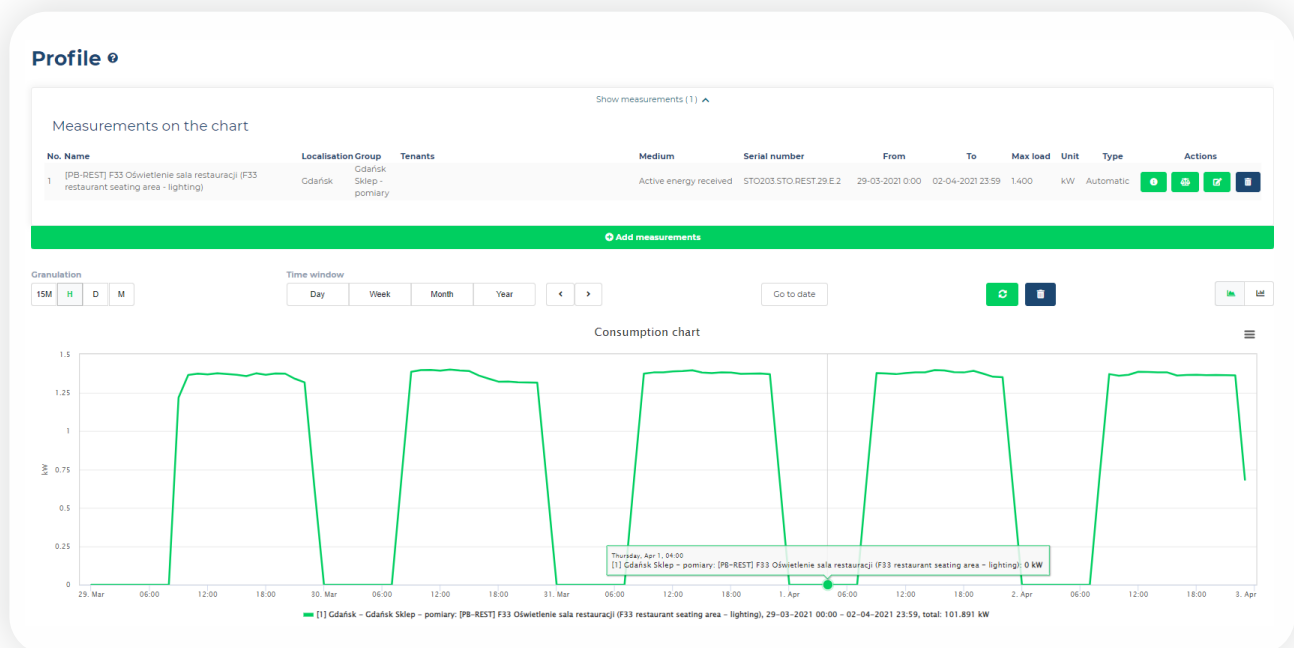 Profile
Show measurements (1)
Measurements on the chart
No. Name Localisation Group Tenants Medium Serial number From To Max load Unit Type Actions
1 [PB-REST] F33 Oświetlenie sala restauracji (F33 restaurant seating area - lighting) Gdańsk Gdańsk Sklep - pomiary Active energy received STO203.STO.REST.29.E.2 29-03-2021 0:00 02-04-2021 23:59 1.400 kW Automatic
Add measurements
Granulation Time window
15M H D M Day Week Month Year Go to date
Consumption chart
1.5
1.25
1
0.75
kW
0.5
0.25
0
Thursday, Apr 1, 04:00
[1] Gdańsk Sklep - pomiary: [PB-REST] F33 Oświetlenie sala restauracji (F33 restaurant seating area - lighting): 0 kW
29. Mar 06:00 12:00 18:00 30. Mar 06:00 12:00 18:00 31. Mar 06:00 12:00 18:00 1. Apr 06:00 12:00 18:00 2. Apr 06:00 12:00 18:00 3. Apr
[1] Gdańsk - Gdańsk Sklep - pomiary: [PB-REST] F33 Oświetlenie sala restauracji (F33 restaurant seating area - lighting), 29-03-2021 00:00 - 02-04-2021 23:59, total: 101.891 kW